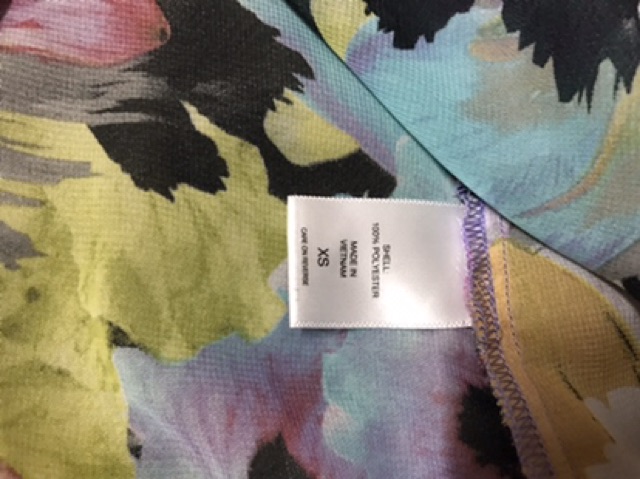 SHELL
100% POLYESTER
MADE IN
VIETNAM
XS
CARE ON REVERSE